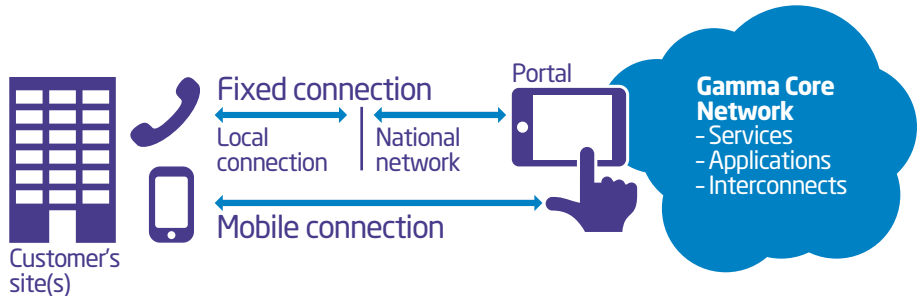 Customer's
site(s)
Fixed connection
Local
connection
National
network
Mobile connection
Portal
Gamma Core
Network
– Services
– Applications
– Interconnects